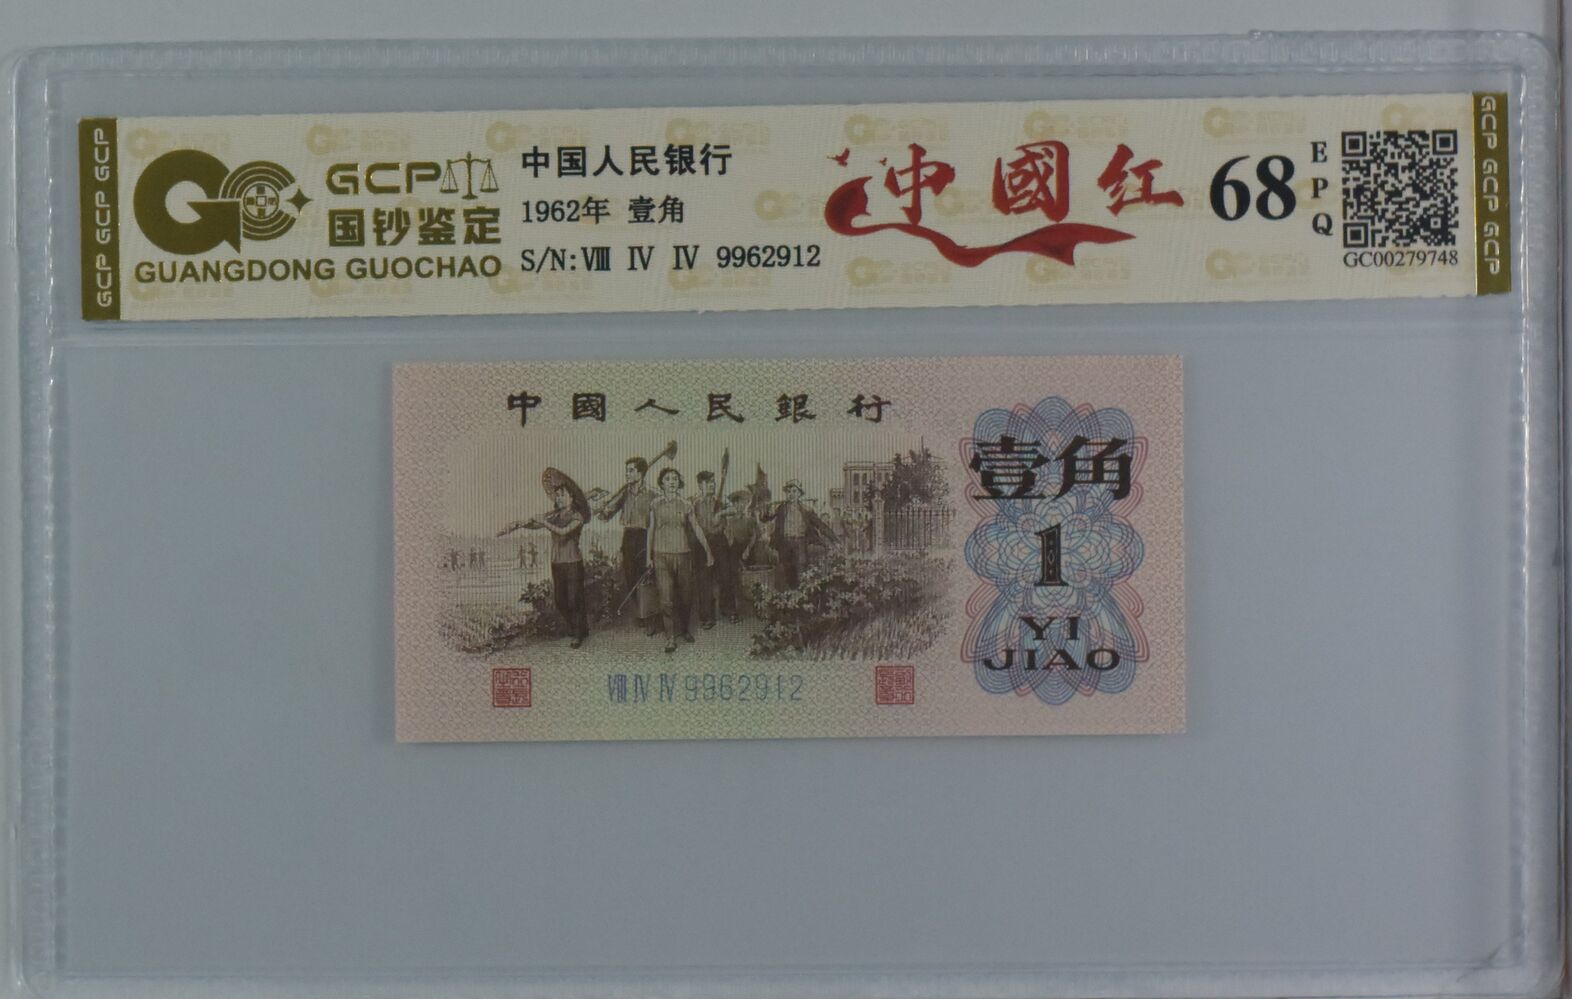 GCP GCP GCP
GCP
国钞鉴定
GUANGDONG GUOCHAO
中国人民银行
1962年 壹角
S/N:Ⅷ Ⅳ Ⅳ 9962912
中國红
68
EPQ
GC00279748
GCP GCP GCP
中國人民銀行
壹角
1
YI
JIAO
Ⅷ Ⅳ Ⅳ 9962912